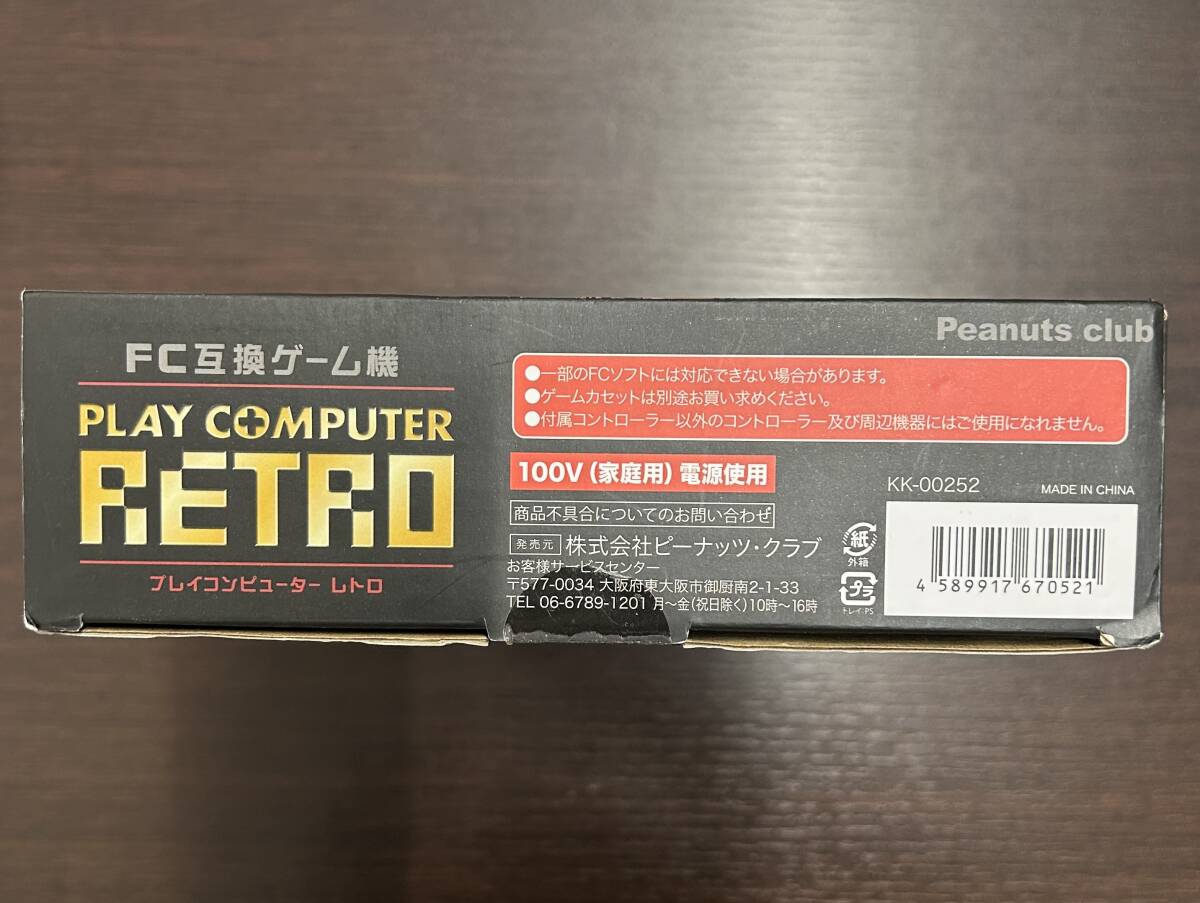 Peanuts club
FC互換ゲーム機
PLAY COMPUTER
RETRO
プレイコンピューター レトロ
●一部のFCソフトには対応できない場合があります。
●ゲームカセットは別途お買い求めください。
●付属コントローラー以外のコントローラー及び周辺機器にはご使用になれません。
100V（家庭用）電源使用
商品不具合についてのお問い合わせ
発売元 株式会社ピーナッツ・クラブ
お客様サービスセンター
〒577-0034 大阪府東大阪市御厨南2-1-33
TEL 06-6789-1201 月〜金（祝日除く）10時〜16時
KK-00252
MADE IN CHINA
紙
外箱
プラ
トレイ・PS
4 589917 670521